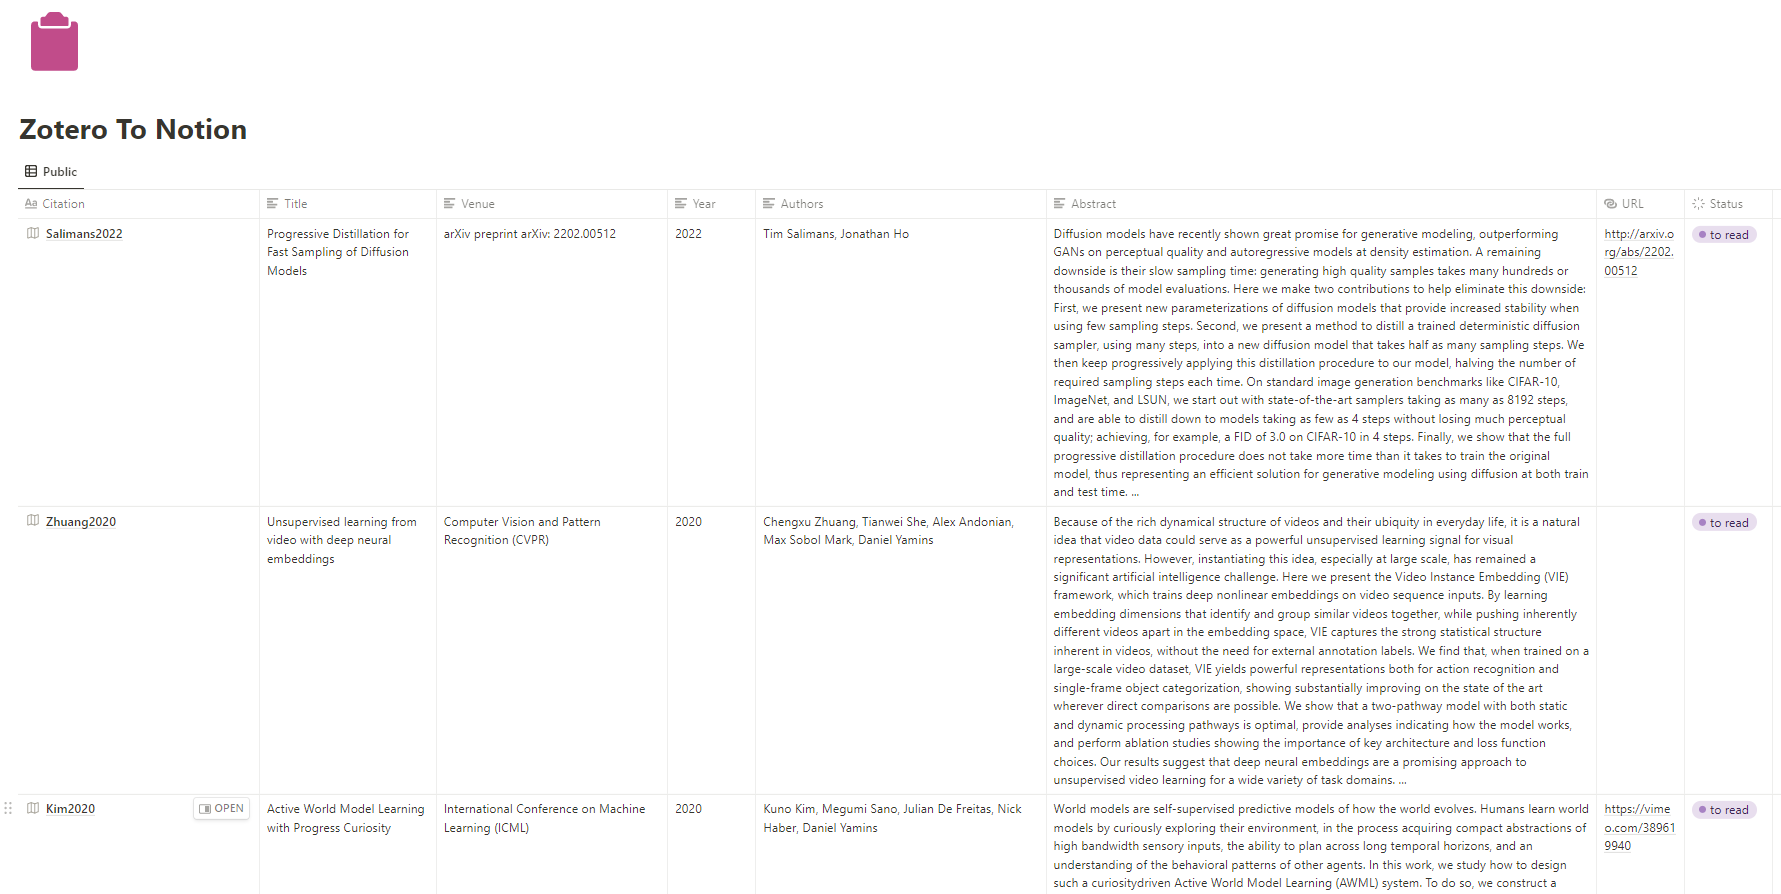 Zotero To Notion
Public
Aa Citation
Title
Venue
Year
Authors
Abstract
URL
Status
Salimans2022
Progressive Distillation for
Fast Sampling of Diffusion
Models
arXiv preprint arXiv: 2202.00512
2022
Tim Salimans, Jonathan Ho
Diffusion models have recently shown great promise for generative modeling, outperforming
GANs on perceptual quality and autoregressive models at density estimation. A remaining
downside is their slow sampling time: generating high quality samples takes many hundreds or
thousands of model evaluations. Here we make two contributions to help eliminate this downside:
First, we present new parameterizations of diffusion models that provide increased stability when
using few sampling steps. Second, we present a method to distill a trained deterministic diffusion
sampler, using many steps, into a new diffusion model that takes half as many sampling steps. We
then keep progressively applying this distillation procedure to our model, halving the number of
required sampling steps each time. On standard image generation benchmarks like CIFAR-10,
ImageNet, and LSUN, we start out with state-of-the-art samplers taking as many as 8192 steps,
and are able to distill down to models taking as few as 4 steps without losing much perceptual
quality; achieving, for example, a FID of 3.0 on CIFAR-10 in 4 steps. Finally, we show that the full
progressive distillation procedure does not take more time than it takes to train the original
model, thus representing an efficient solution for generative modeling using diffusion at both train
and test time. ...
http://arxiv.o
rg/abs/2202.
00512
to read
Zhuang2020
Unsupervised learning from
video with deep neural
embeddings
Computer Vision and Pattern
Recognition (CVPR)
2020
Chengxu Zhuang, Tianwei She, Alex Andonian,
Max Sobol Mark, Daniel Yamins
Because of the rich dynamical structure of videos and their ubiquity in everyday life, it is a natural
idea that video data could serve as a powerful unsupervised learning signal for visual
representations. However, instantiating this idea, especially at large scale, has remained a
significant artificial intelligence challenge. Here we present the Video Instance Embedding (VIE)
framework, which trains deep nonlinear embeddings on video sequence inputs. By learning
embedding dimensions that identify and group similar videos together, while pushing inherently
different videos apart in the embedding space, VIE captures the strong statistical structure
inherent in videos, without the need for external annotation labels. We find that, when trained on a
large-scale video dataset, VIE yields powerful representations both for action recognition and
single-frame object categorization, showing substantially improving on the state of the art
wherever direct comparisons are possible. We show that a two-pathway model with both static
and dynamic processing pathways is optimal, provide analyses indicating how the model works,
and perform ablation studies showing the importance of key architecture and loss function
choices. Our results suggest that deep neural embeddings are a promising approach to
unsupervised video learning for a wide variety of task domains. ...
to read
Kim2020
OPEN
Active World Model Learning
with Progress Curiosity
International Conference on Machine
Learning (ICML)
2020
Kuno Kim, Megumi Sano, Julian De Freitas, Nick
Haber, Daniel Yamins
World models are self-supervised predictive models of how the world evolves. Humans learn world
models by curiously exploring their environment, in the process acquiring compact abstractions of
high bandwidth sensory inputs, the ability to plan across long temporal horizons, and an
understanding of the behavioral patterns of other agents. In this work, we study how to design
such a curiositydriven Active World Model Learning (AWML) system. To do so, we construct a
https://vime
o.com/38961
9940
to read